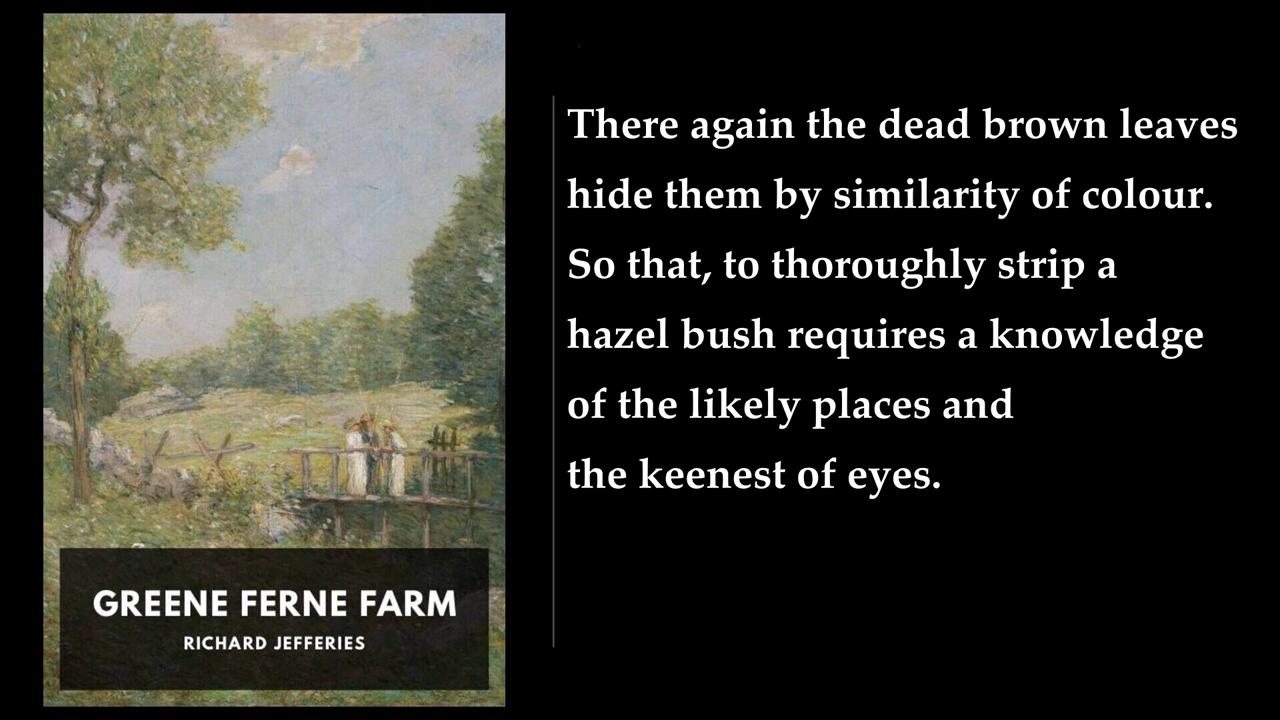 There again the dead brown leaves
hide them by similarity of colour.
So that, to thoroughly strip a
hazel bush requires a knowledge
of the likely places and
the keenest of eyes.
GREENE FERNE FARM
RICHARD JEFFERIES